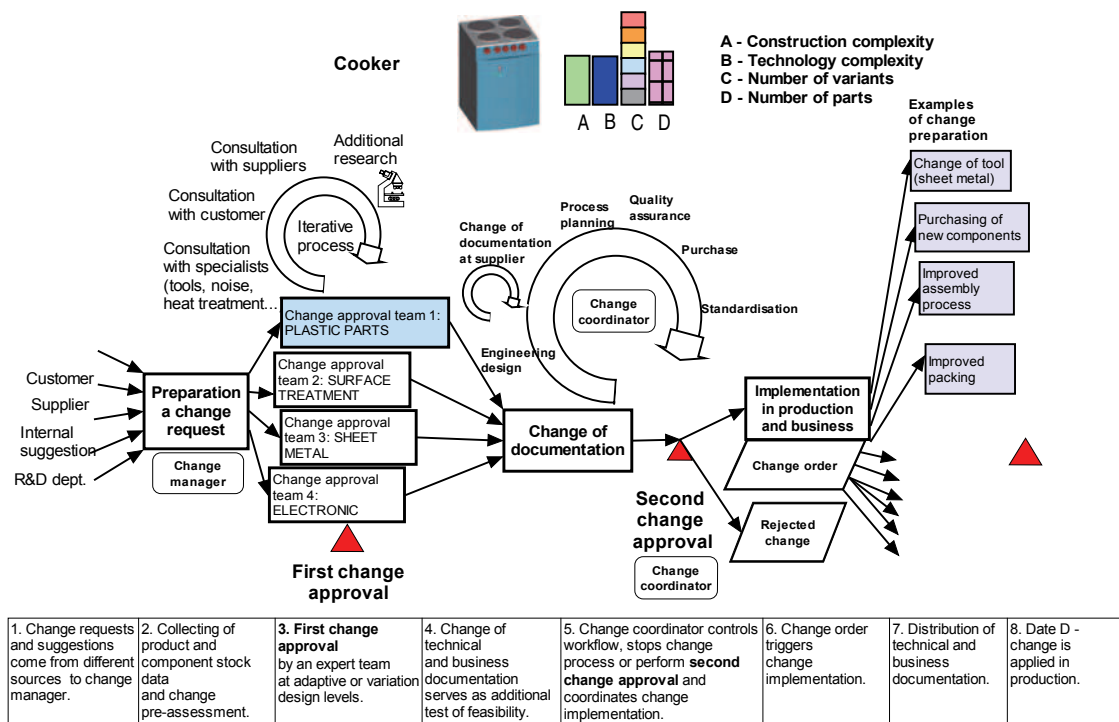 Cooker
A - Construction complexity
B - Technology complexity
C - Number of variants
D - Number of parts
A B C D
Consultation
with suppliers
Additional
research
Consultation
with customer
Iterative
process
Consultation
with specialists
(tools, noise,
heat treatment...
Change of
documentation
at supplier
Process
planning
Quality
assurance
Purchase
Standardisation
Change
coordinator
Engineering
design
Examples
of change
preparation
Change of tool
(sheet metal)
Purchasing of
new components
Improved
assembly
process
Improved
packing
Customer
Supplier
Internal
suggestion
R&D dept.
Preparation
a change
request
Change
manager
Change approval team 1:
PLASTIC PARTS
Change approval
team 2: SURFACE
TREATMENT
Change approval
team 3: SHEET
METAL
Change approval
team 4:
ELECTRONIC
First change
approval
Change of
documentation
Second
change
approval
Change
coordinator
Implementation
in production
and business
Change order
Rejected
change
1. Change requests
and suggestions
come from different
sources to change
manager.
2. Collecting of
product and
component stock
data
and change
pre-assessment.
3. First change
approval
by an expert team
at adaptive or variation
design levels.
4. Change of
technical
and business
documentation
serves as additional
test of feasibility.
5. Change coordinator controls
workflow, stops change
process or perform second
change approval and
coordinates change
implementation.
6. Change order
triggers
change
implementation.
7. Distribution of
technical and
business
documentation.
8. Date D -
change is
applied in
production.